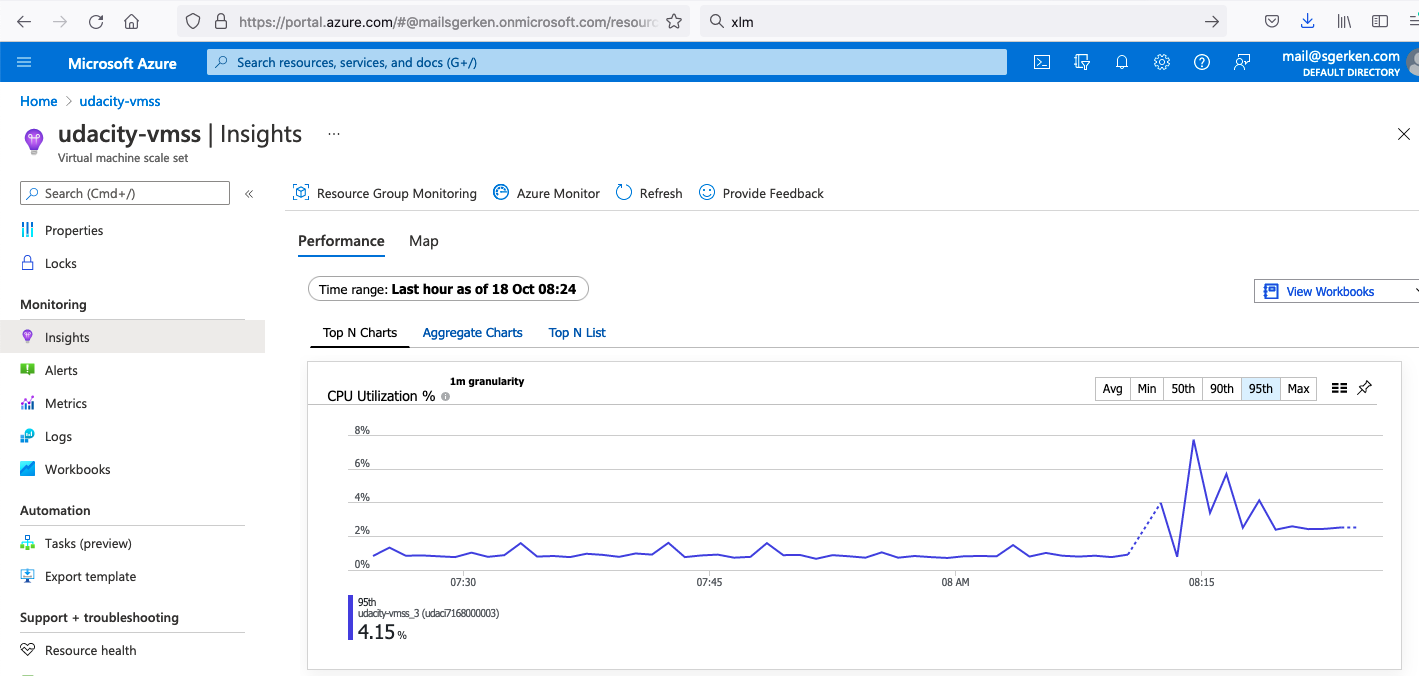 https://portal.azure.com/#@mailsgerken.onmicrosoft.com/resourc
xlm
Microsoft Azure
Search resources, services, and docs (G+/)
mail@sgerken.com
DEFAULT DIRECTORY
Home > udacity-vmss
udacity-vmss | Insights ...
Virtual machine scale set
Search (Cmd+/) «
Properties
Locks
Monitoring
Insights
Alerts
Metrics
Logs
Workbooks
Automation
Tasks (preview)
Export template
Support + troubleshooting
Resource health
Resource Group Monitoring Azure Monitor Refresh Provide Feedback
Performance Map
Time range: Last hour as of 18 Oct 08:24
View Workbooks
Top N Charts Aggregate Charts Top N List
1m granularity
CPU Utilization %
Avg Min 50th 90th 95th Max
8%
6%
4%
2%
0%
07:30 07:45 08 AM 08:15
95th
udacity-vmss_3 (udaci7168000003)
4.15 %